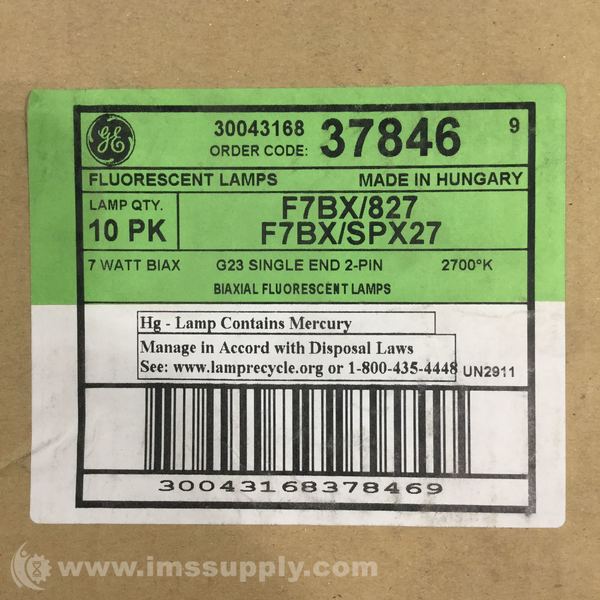 GE
30043168 37846 9
ORDER CODE:
FLUORESCENT LAMPS MADE IN HUNGARY
LAMP QTY.
10 PK
F7BX/827
F7BX/SPX27
7 WATT BIAX G23 SINGLE END 2-PIN 2700°K
BIAXIAL FLUORESCENT LAMPS
Hg - Lamp Contains Mercury
Manage in Accord with Disposal Laws
See: www.lamprecycle.org or 1-800-435-4448 UN2911
30043168378469
www.imssupply.com